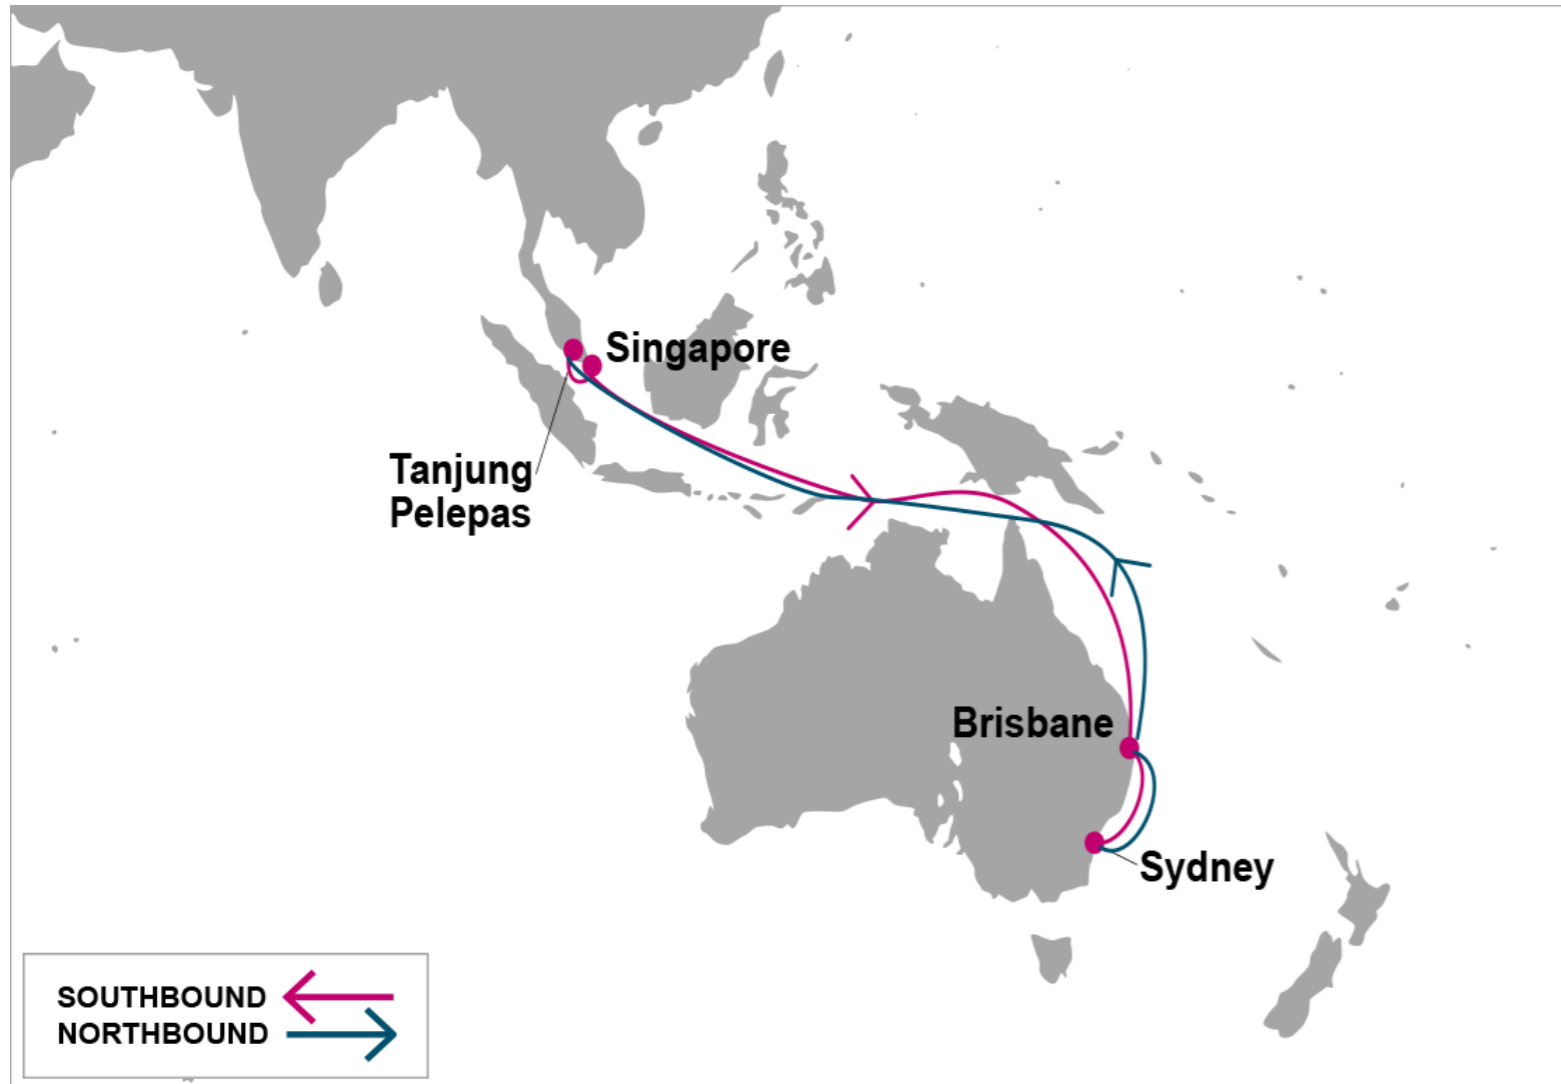 Singapore
Tanjung
Pelepas
Brisbane
Sydney
SOUTHBOUND
NORTHBOUND